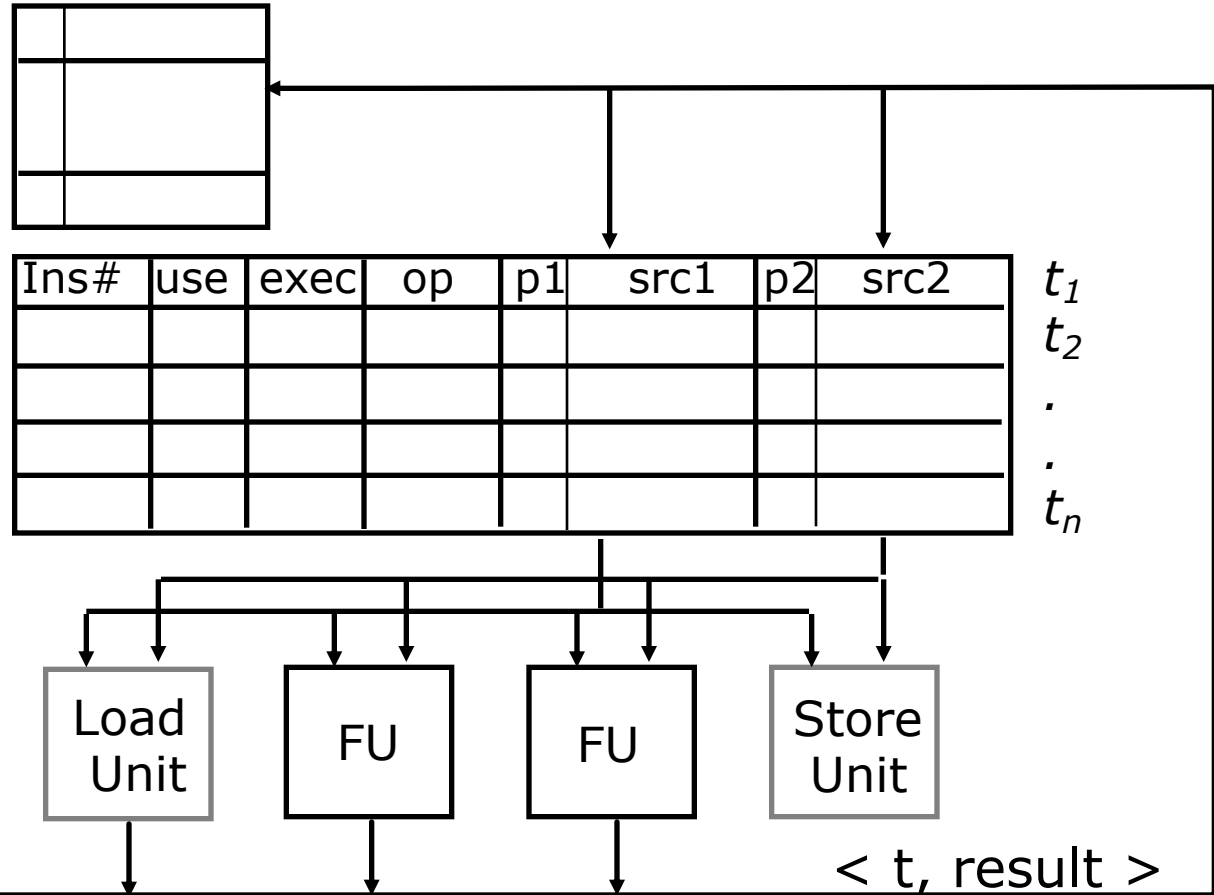 Ins# use exec op p1 src1 p2 src2 t₁
t₂
.
.
tₙ
Load Unit
FU
FU
Store Unit
< t, result >